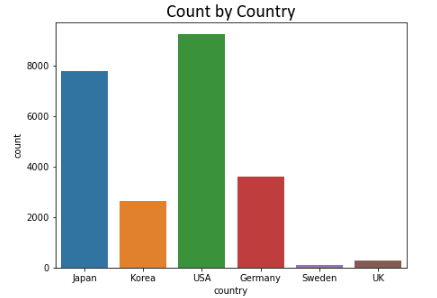 Count by Country
8000
6000
4000
2000
0
count
Japan Korea USA Germany Sweden UK
country